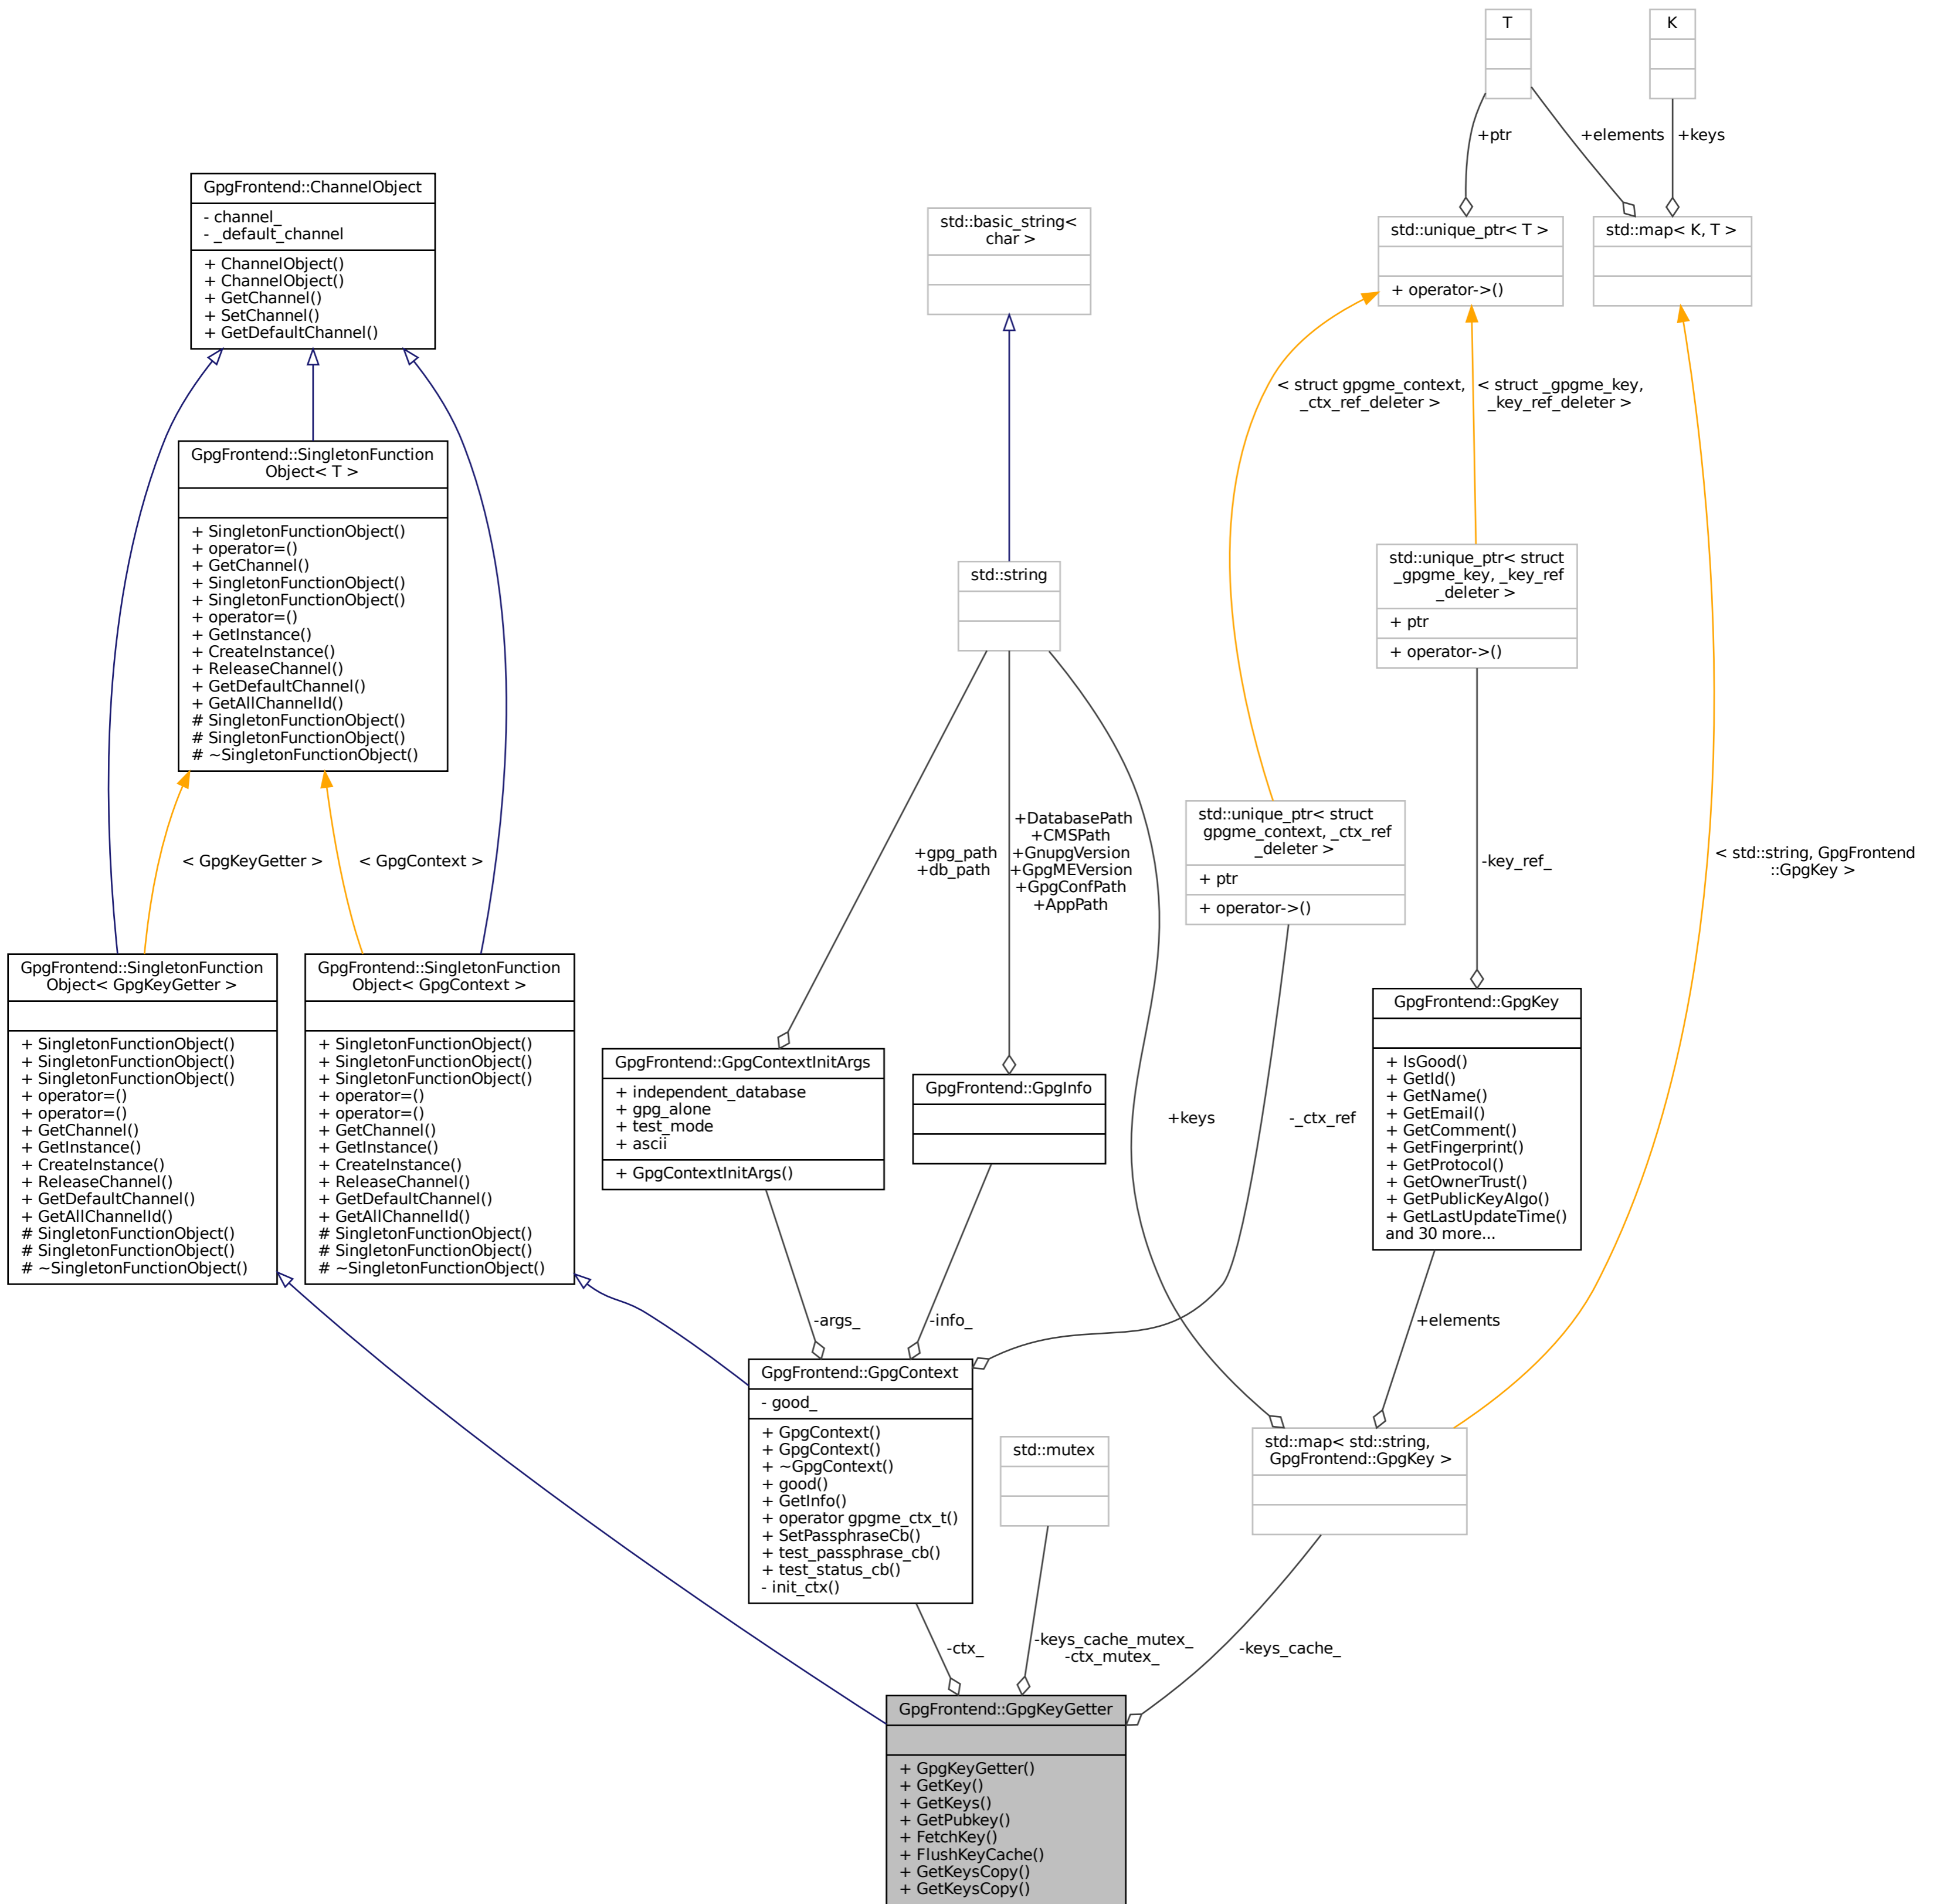 T
K
+ptr
+elements
+keys
GpgFrontend::ChannelObject
- channel_
- _default_channel
+ ChannelObject()
+ ChannelObject()
+ GetChannel()
+ SetChannel()
+ GetDefaultChannel()
std::basic_string<
char >
std::unique_ptr< T >
+ operator->()
std::map< K, T >
< struct gpgme_context,
_ctx_ref_deleter >
< struct _gpgme_key,
_key_ref_deleter >
GpgFrontend::SingletonFunction
Object< T >
+ SingletonFunctionObject()
+ operator=()
+ GetChannel()
+ SingletonFunctionObject()
+ SingletonFunctionObject()
+ operator=()
+ GetInstance()
+ CreateInstance()
+ ReleaseChannel()
+ GetDefaultChannel()
+ GetAllChannelId()
# SingletonFunctionObject()
# SingletonFunctionObject()
# ~SingletonFunctionObject()
std::string
std::unique_ptr< struct
_gpgme_key, _key_ref
_deleter >
+ ptr
+ operator->()
< GpgKeyGetter >
< GpgContext >
+gpg_path
+db_path
+DatabasePath
+CMSPath
+GnupgVersion
+GpgMEVersion
+GpgConfPath
+AppPath
std::unique_ptr< struct
gpgme_context, _ctx_ref
_deleter >
+ ptr
+ operator->()
-key_ref_
< std::string, GpgFrontend
::GpgKey >
GpgFrontend::SingletonFunction
Object< GpgKeyGetter >
+ SingletonFunctionObject()
+ SingletonFunctionObject()
+ SingletonFunctionObject()
+ operator=()
+ operator=()
+ GetChannel()
+ GetInstance()
+ CreateInstance()
+ ReleaseChannel()
+ GetDefaultChannel()
+ GetAllChannelId()
# SingletonFunctionObject()
# SingletonFunctionObject()
# ~SingletonFunctionObject()
GpgFrontend::SingletonFunction
Object< GpgContext >
+ SingletonFunctionObject()
+ SingletonFunctionObject()
+ SingletonFunctionObject()
+ operator=()
+ operator=()
+ GetChannel()
+ GetInstance()
+ CreateInstance()
+ ReleaseChannel()
+ GetDefaultChannel()
+ GetAllChannelId()
# SingletonFunctionObject()
# SingletonFunctionObject()
# ~SingletonFunctionObject()
GpgFrontend::GpgContextInitArgs
+ independent_database
+ gpg_alone
+ test_mode
+ ascii
+ GpgContextInitArgs()
GpgFrontend::GpgInfo
+keys
-_ctx_ref
GpgFrontend::GpgKey
+ IsGood()
+ GetId()
+ GetName()
+ GetEmail()
+ GetComment()
+ GetFingerprint()
+ GetProtocol()
+ GetOwnerTrust()
+ GetPublicKeyAlgo()
+ GetLastUpdateTime()
and 30 more...
-args_
-info_
+elements
GpgFrontend::GpgContext
- good_
+ GpgContext()
+ GpgContext()
+ ~GpgContext()
+ good()
+ GetInfo()
+ operator gpgme_ctx_t()
+ SetPassphraseCb()
+ test_passphrase_cb()
+ test_status_cb()
- init_ctx()
std::mutex
std::map< std::string,
GpgFrontend::GpgKey >
-ctx_
-keys_cache_mutex_
-ctx_mutex_
-keys_cache_
GpgFrontend::GpgKeyGetter
+ GpgKeyGetter()
+ GetKey()
+ GetKeys()
+ GetPubkey()
+ FetchKey()
+ FlushKeyCache()
+ GetKeysCopy()
+ GetKeysCopy()